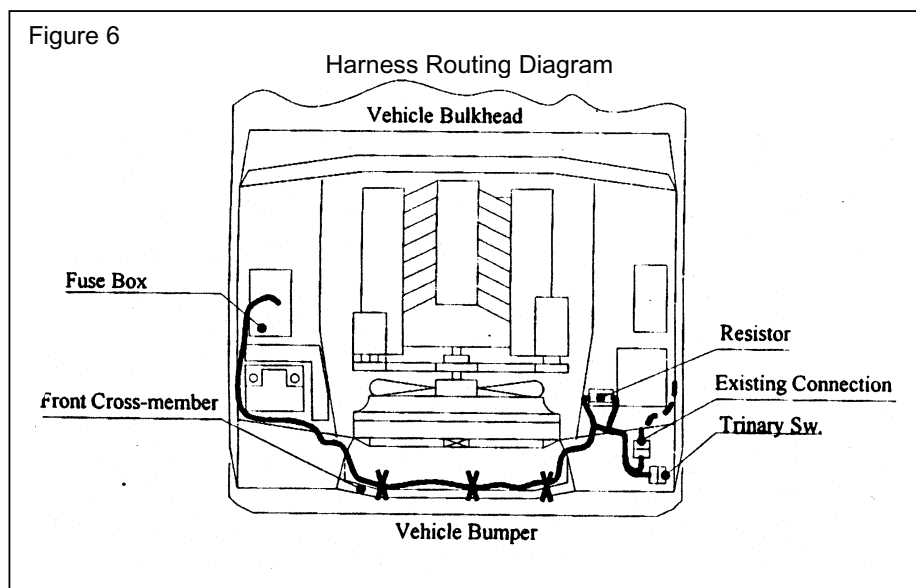 Figure 6
Harness Routing Diagram
Vehicle Bulkhead
Fuse Box
Resistor
Existing Connection
Front Cross-member
Trinary Sw.
Vehicle Bumper